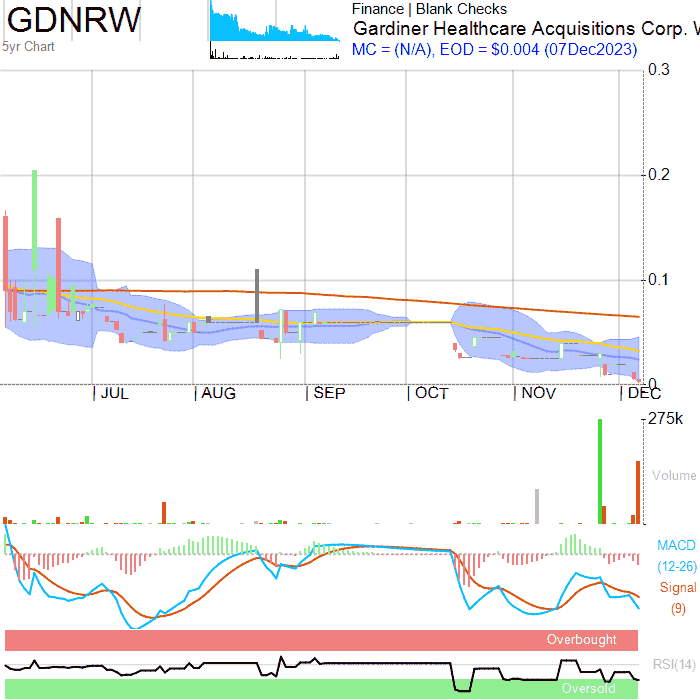 GDNRW
5yr Chart
Finance | Blank Checks
Gardiner Healthcare Acquisitions Corp. W
MC = (N/A), EOD = $0.004 (07Dec2023)
0.3
0.2
0.1
0
JUL AUG SEP OCT NOV DEC
275k
Volume
MACD
(12-26)
Signal
(9)
Overbought
RSI(14)
Oversold